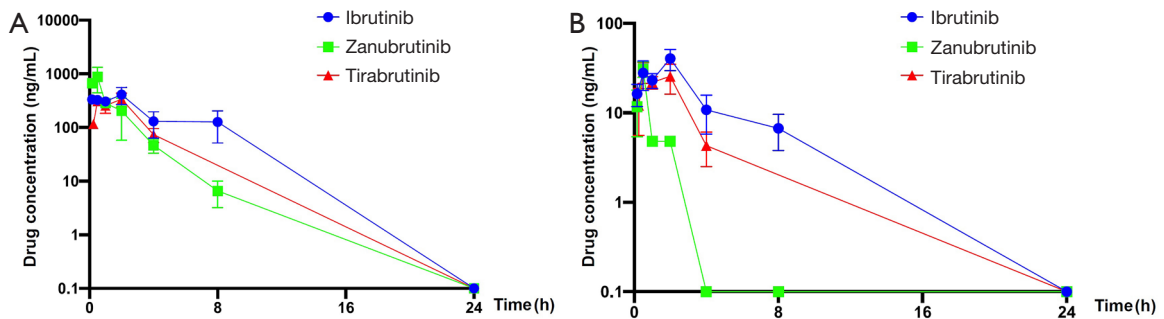 A
Drug concentration (ng/mL)
10000
1000
100
10
1
0.1
0
8
16
24
Time (h)
Ibrutinib
Zanubrutinib
Tirabrutinib
B
Drug concentration (ng/mL)
100
10
1
0.1
0
8
16
24
Time (h)
Ibrutinib
Zanubrutinib
Tirabrutinib